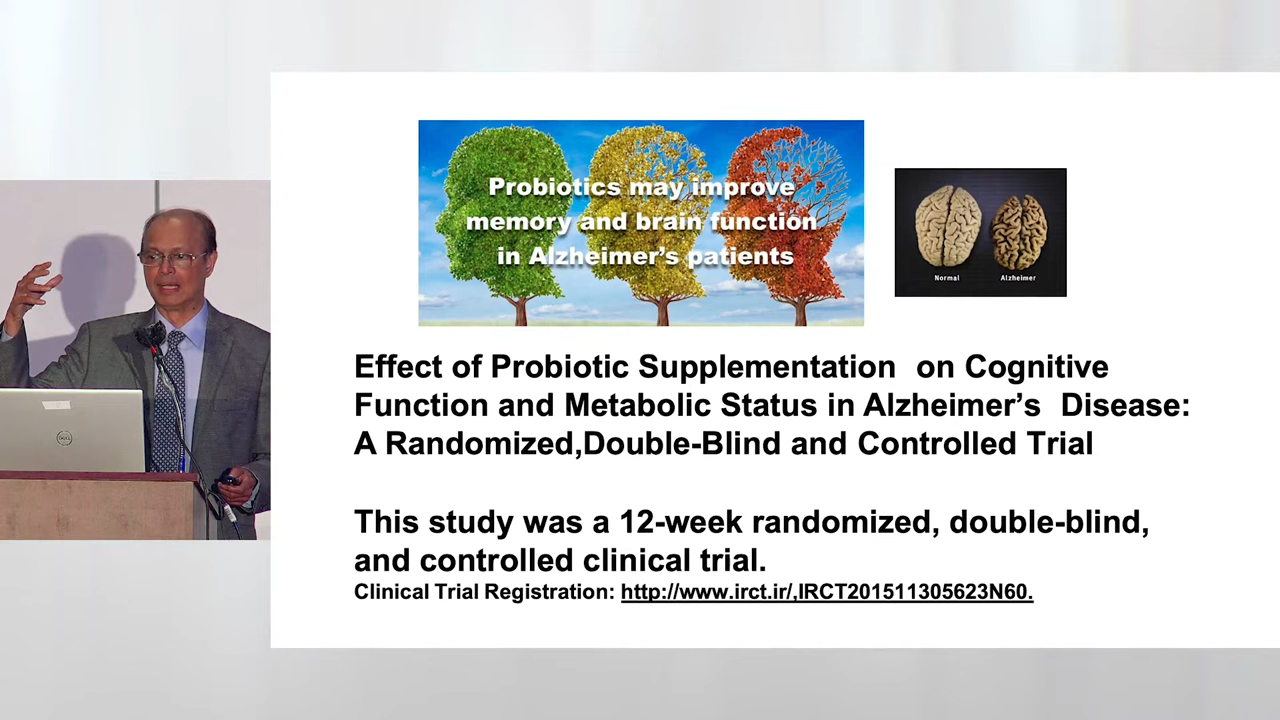 Probiotics may improve
memory and brain function
in Alzheimer's patients
Normal
Alzheimer
Effect of Probiotic Supplementation on Cognitive
Function and Metabolic Status in Alzheimer's Disease:
A Randomized,Double-Blind and Controlled Trial
This study was a 12-week randomized, double-blind,
and controlled clinical trial.
Clinical Trial Registration: http://www.irct.ir/,IRCT201511305623N60.
DELL